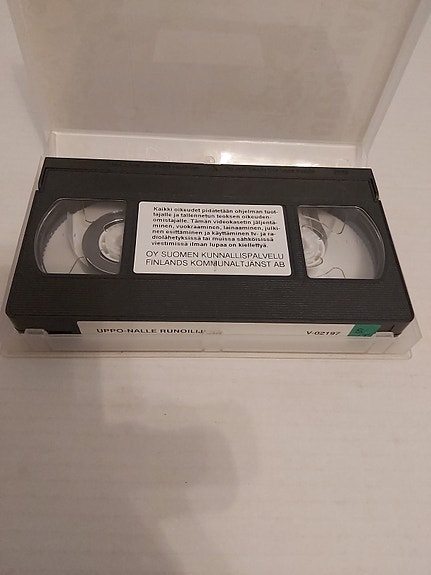 Kaikki oikeudet pidätetään ohjelman tuot-
tajalle ja tallennetun teoksen oikeuden-
omistajalle. Tämän videokasetin jäljentä-
minen, vuokraaminen, lainaaminen, julki-
nen esittäminen ja käyttäminen tv- ja ra-
diolähetyksissä tai muissa sähköisissä
viestimissä ilman lupaa on kiellettyä.
OY SUOMEN KUNNALLISPALVELU
FINLANDS KOMMUNALTJÄNST AB
UPPO-NALLE V-02197